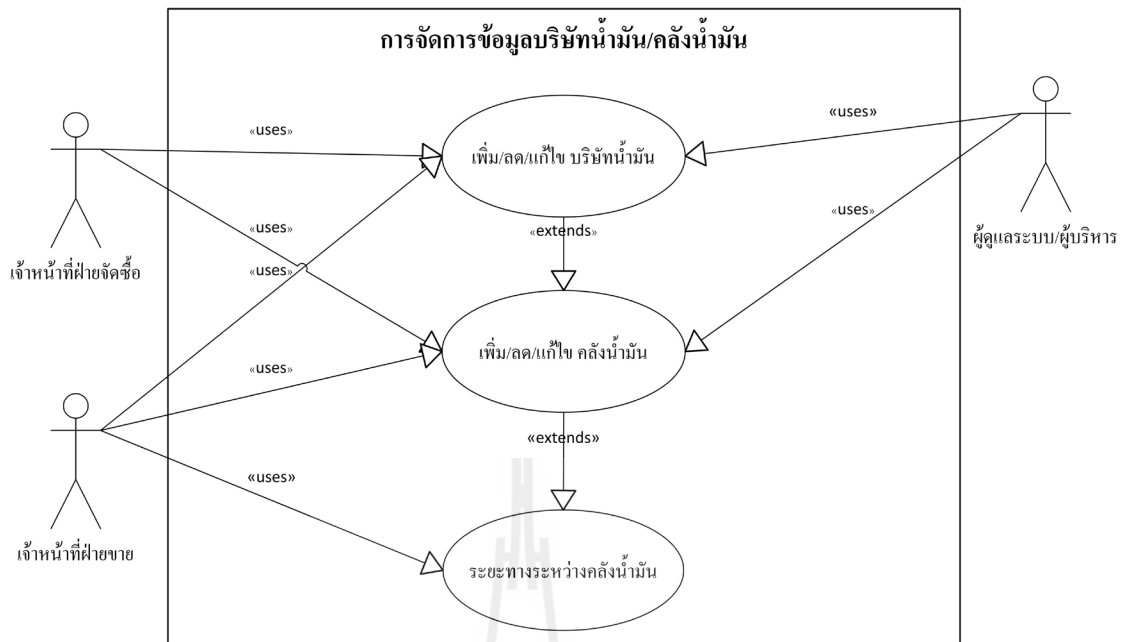 การจัดการข้อมูลบริษัทน้ำมัน/คลังน้ำมัน
«uses»
«uses»
เพิ่ม/ลด/แก้ไข บริษัทน้ำมัน
«uses»
«uses»
«extends»
ผู้ดูแลระบบ/ผู้บริหาร
เจ้าหน้าที่ฝ่ายจัดซื้อ
«uses»
เพิ่ม/ลด/แก้ไข คลังน้ำมัน
«uses»
«extends»
«uses»
เจ้าหน้าที่ฝ่ายขาย
ระยะทางระหว่างคลังน้ำมัน